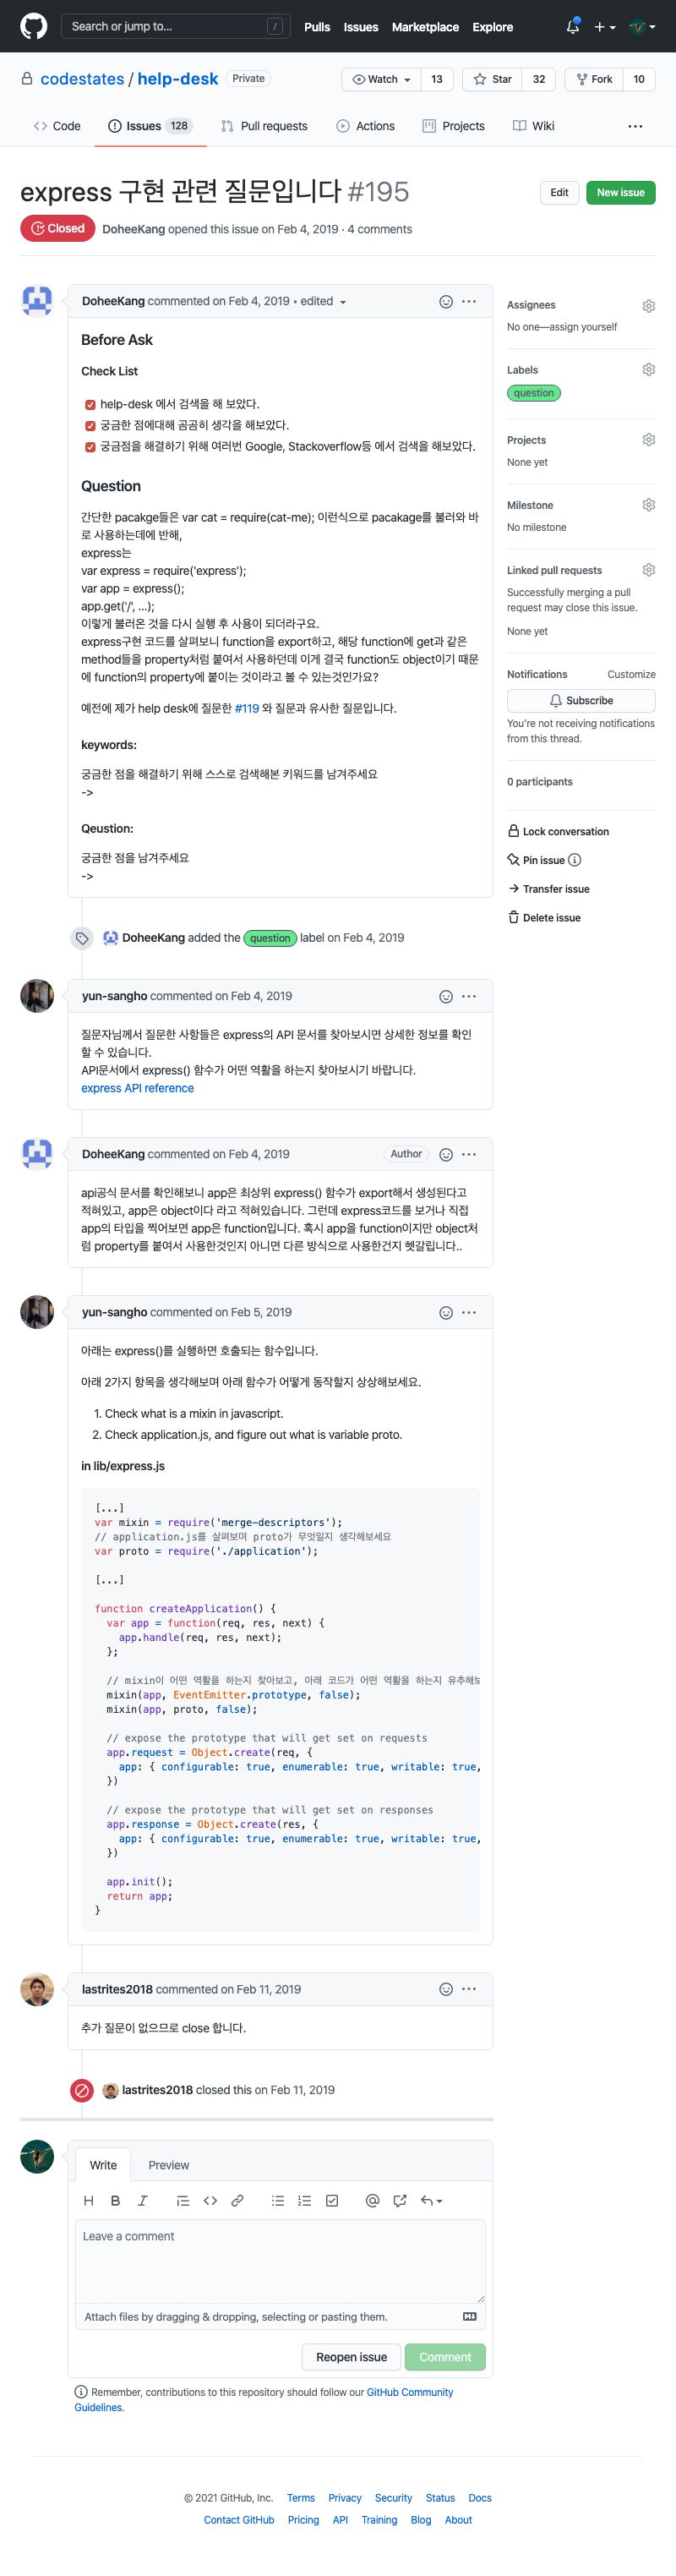 Search or jump to...
/
Pulls Issues Marketplace Explore
codestates / help-desk Private
Watch 13 Star 32 Fork 10
Code Issues 128 Pull requests Actions Projects Wiki
express 구현 관련 질문입니다 #195
Edit New issue
Closed DoheeKang opened this issue on Feb 4, 2019 · 4 comments
DoheeKang commented on Feb 4, 2019 • edited
Before Ask
Check List
help-desk 에서 검색을 해 보았다.
궁금한 점에대해 곰곰히 생각을 해보았다.
궁금점을 해결하기 위해 여러번 Google, Stackoverflow등 에서 검색을 해보았다.
Question
간단한 pacakge들은 var cat = require(cat-me); 이런식으로 pacakage를 불러와 바
로 사용하는데에 반해,
express는
var express = require('express');
var app = express();
app.get('/', ...);
이렇게 불러온 것을 다시 실행 후 사용이 되더라구요.
express구현 코드를 살펴보니 function을 export하고, 해당 function에 get과 같은
method들을 property처럼 붙여서 사용하던데 이게 결국 function도 object이기 때문
에 function의 property에 붙이는 것이라고 볼 수 있는것인가요?
예전에 제가 help desk에 질문한 #119 와 질문과 유사한 질문입니다.
keywords:
궁금한 점을 해결하기 위해 스스로 검색해본 키워드를 남겨주세요
->
Qeustion:
궁금한 점을 남겨주세요
->
Assignees
No one—assign yourself
Labels
question
Projects
None yet
Milestone
No milestone
Linked pull requests
Successfully merging a pull
request may close this issue.
None yet
Notifications Customize
Subscribe
You're not receiving notifications
from this thread.
0 participants
Lock conversation
Pin issue
Transfer issue
Delete issue
DoheeKang added the question label on Feb 4, 2019
yun-sangho commented on Feb 4, 2019
질문자님께서 질문한 사항들은 express의 API 문서를 찾아보시면 상세한 정보를 확인
할 수 있습니다.
API문서에서 express() 함수가 어떤 역활을 하는지 찾아보시기 바랍니다.
express API reference
DoheeKang commented on Feb 4, 2019 Author
api공식 문서를 확인해보니 app은 최상위 express() 함수가 export해서 생성된다고
적혀있고, app은 object이다 라고 적혀있습니다. 그런데 express코드를 보거나 직접
app의 타입을 찍어보면 app은 function입니다. 혹시 app을 function이지만 object처
럼 property를 붙여서 사용한것인지 아니면 다른 방식으로 사용한건지 헷갈립니다..
yun-sangho commented on Feb 5, 2019
아래는 express()를 실행하면 호출되는 함수입니다.
아래 2가지 항목을 생각해보며 아래 함수가 어떻게 동작할지 상상해보세요.
1. Check what is a mixin in javascript.
2. Check application.js, and figure out what is variable proto.
in lib/express.js
[...]
var mixin = require('merge-descriptors');
// application.js를 살펴보며 proto가 무엇일지 생각해보세요
var proto = require('./application');
[...]
function createApplication() {
var app = function(req, res, next) {
app.handle(req, res, next);
};
// mixin이 어떤 역활을 하는지 찾아보고, 아래 코드가 어떤 역활을 하는지 유추해보
mixin(app, EventEmitter.prototype, false);
mixin(app, proto, false);
// expose the prototype that will get set on requests
app.request = Object.create(req, {
app: { configurable: true, enumerable: true, writable: true,
})
// expose the prototype that will get set on responses
app.response = Object.create(res, {
app: { configurable: true, enumerable: true, writable: true,
})
app.init();
return app;
}
lastrites2018 commented on Feb 11, 2019
추가 질문이 없으므로 close 합니다.
lastrites2018 closed this on Feb 11, 2019
Write Preview
H B I
Leave a comment
Attach files by dragging & dropping, selecting or pasting them.
Reopen issue Comment
Remember, contributions to this repository should follow our GitHub Community
Guidelines.
© 2021 GitHub, Inc. Terms Privacy Security Status Docs
Contact GitHub Pricing API Training Blog About